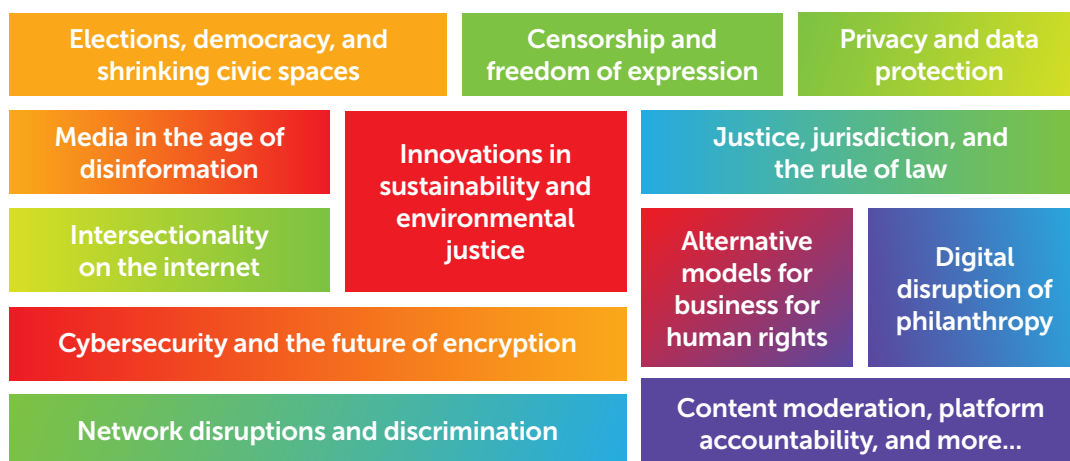 Elections, democracy, and
shrinking civic spaces
Censorship and
freedom of expression
Privacy and data
protection
Media in the age of
disinformation
Innovations in
sustainability and
environmental
justice
Justice, jurisdiction, and
the rule of law
Intersectionality
on the internet
Alternative
models for
business for
human rights
Digital
disruption of
philanthropy
Cybersecurity and the future of encryption
Network disruptions and discrimination
Content moderation, platform
accountability, and more...